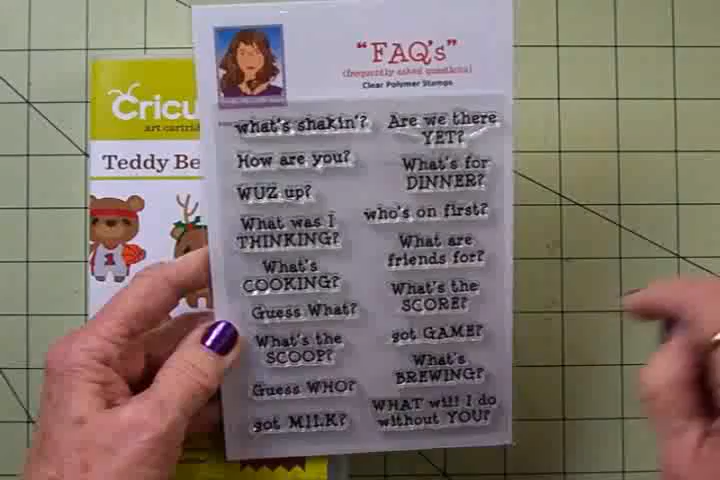 "FAQ's"
(frequently asked questions)
Clear Polymer Stamps
Cricu
art cartrid
Teddy Be
1
what's shakin'?
How are you?
WUZ up?
What was I
THINKING?
What's
COOKING?
Guess What?
What's the
SCOOP?
Guess WHO?
got MILK?
Are we there
YET?
What's for
DINNER?
who's on first?
What are
friends for?
What's the
SCORE?
got GAME?
What's
BREWING?
WHAT will I do
without YOU?